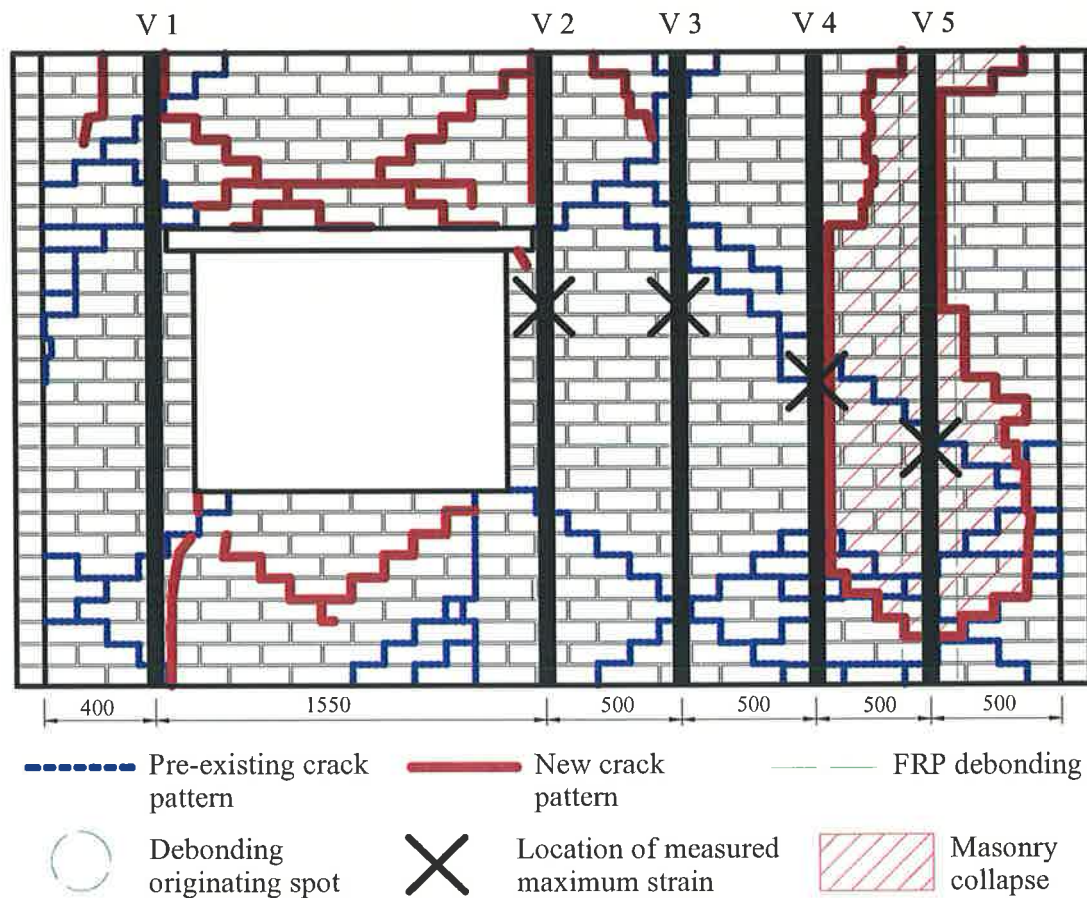 V 1 V 2 V 3 V 4 V 5
400 1550 500 500 500 500
Pre-existing crack
pattern
New crack
pattern
FRP debonding
Debonding
originating spot
Location of measured
maximum strain
Masonry
collapse